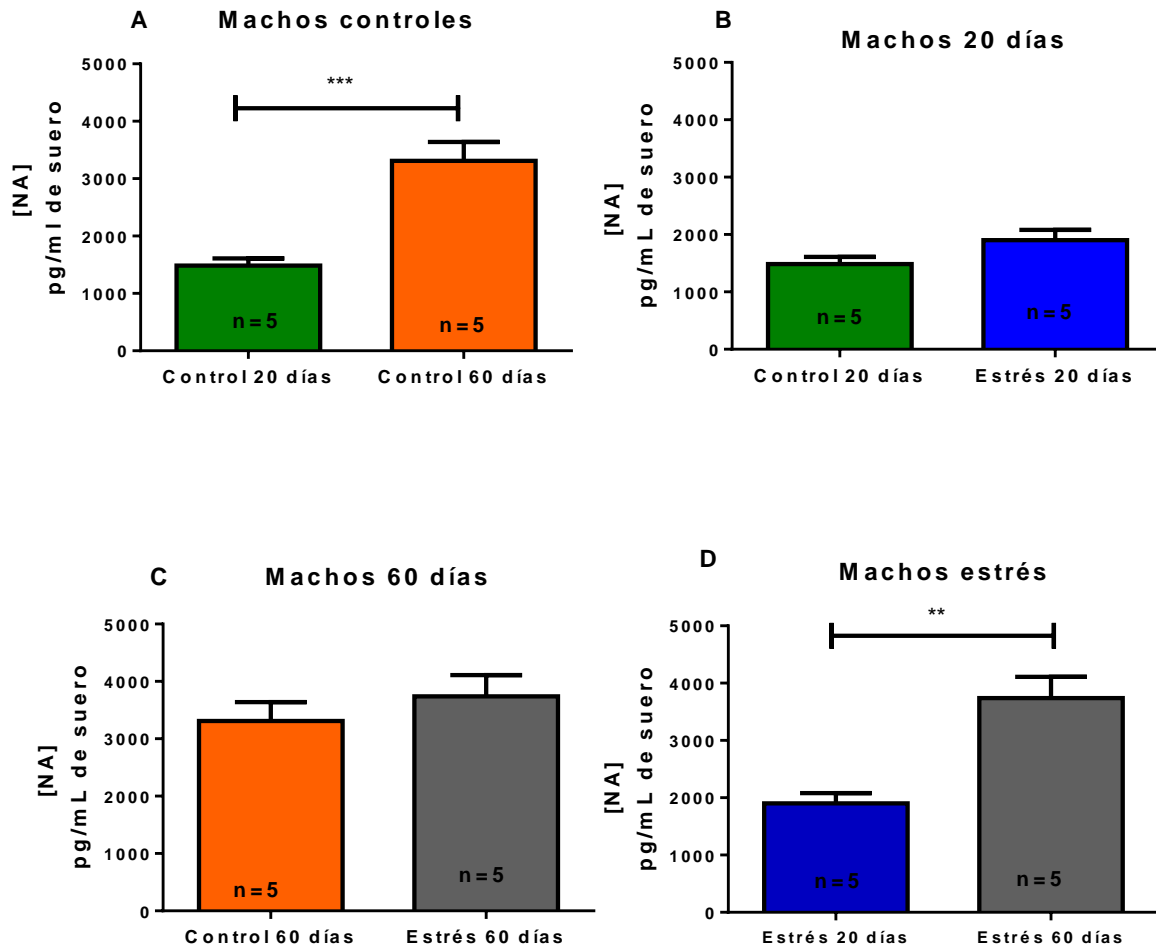 A
Machos controles
5000
4000
3000
2000
1000
0
[NA]
pg/ml de suero
***
n=5
n=5
Control 20 días
Control 60 días
B
Machos 20 días
5000
4000
3000
2000
1000
0
[NA]
pg/mL de suero
n=5
n=5
Control 20 días
Estrés 20 días
C
Machos 60 días
5000
4000
3000
2000
1000
0
[NA]
pg/mL de suero
n=5
n=5
Control 60 días
Estrés 60 días
D
Machos estrés
5000
4000
3000
2000
1000
0
[NA]
pg/mL de suero
**
n=5
n=5
Estrés 20 días
Estrés 60 días